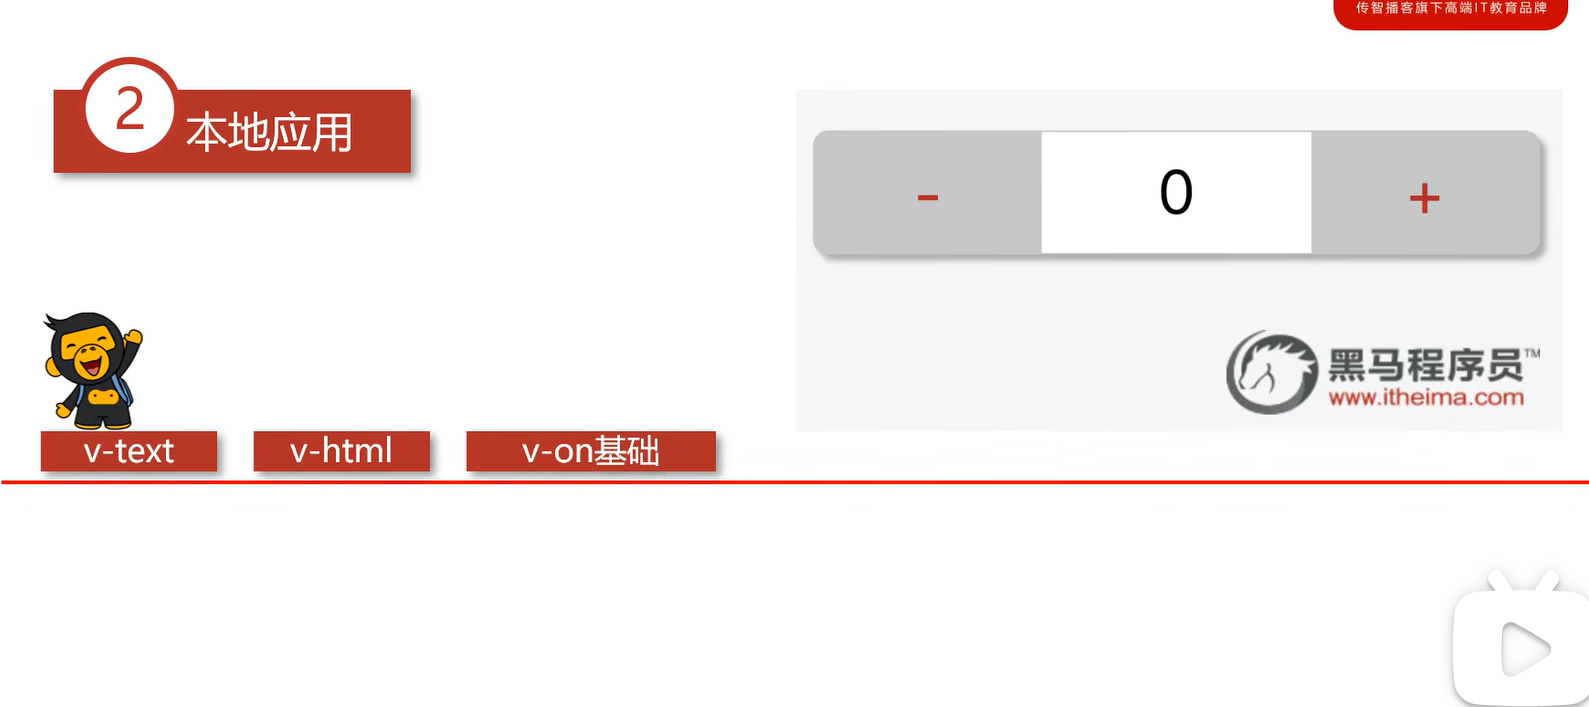 传智播客旗下高端IT教育品牌
2
本地应用
- 0 +
黑马程序员™
www.itheima.com
v-text v-html v-on基础